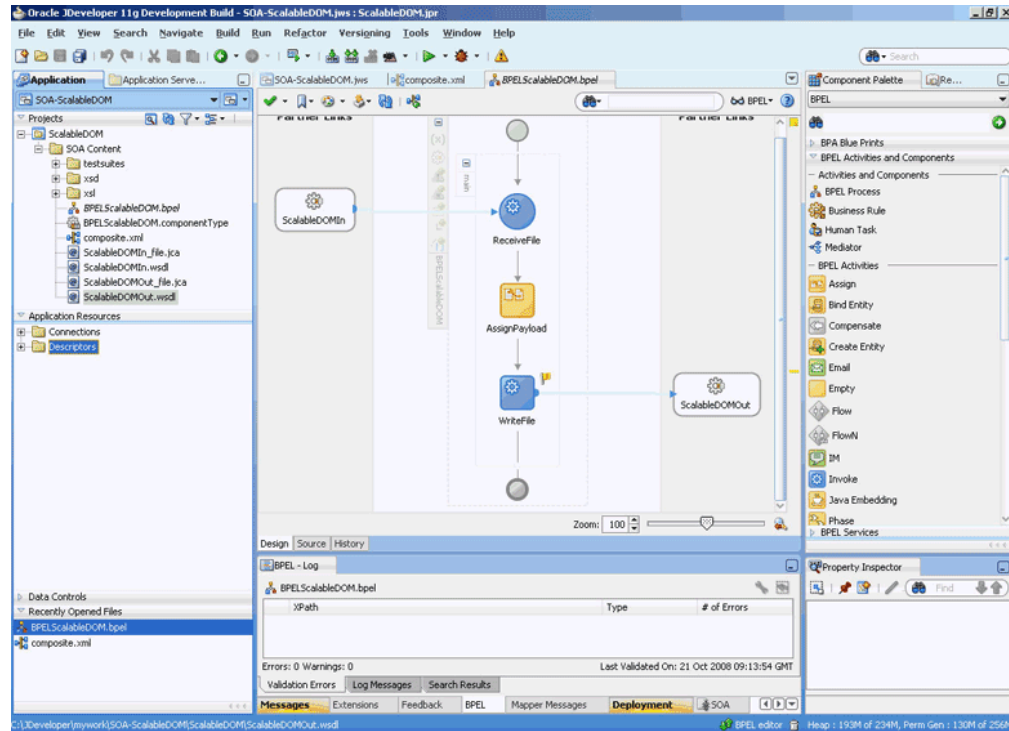 Oracle JDeveloper 11g Development Build - SOA-ScalableDOM.jws : ScalableDOM.jpr
File Edit View Search Navigate Build Run Refactor Versioning Tools Window Help
Search
Application Application Serve...
SOA-ScalableDOM
Projects
ScalableDOM
SOA Content
testsuites
xsd
xsl
BPELScalableDOM.bpel
BPELScalableDOM.componentType
composite.xml
ScalableDOMIn_file.jca
ScalableDOMIn.wsdl
ScalableDOMOut_file.jca
ScalableDOMOut.wsdl
Application Resources
Connections
Descriptors
Data Controls
Recently Opened Files
BPELScalableDOM.bpel
composite.xml
SOA-ScalableDOM.jws composite.xml BPELScalableDOM.bpel
BPEL
Partner Links Partner Links
main
BPELScalableDOM
ScalableDOMIn
ReceiveFile
AssignPayload
WriteFile
ScalableDOMOut
Zoom: 100
Design Source History
BPEL - Log
BPELScalableDOM.bpel
XPath Type # of Errors
Errors: 0 Warnings: 0 Last Validated On: 21 Oct 2008 09:13:54 GMT
Validation Errors Log Messages Search Results
Messages Extensions Feedback BPEL Mapper Messages Deployment SOA
Component Palette Re...
BPEL
BPA Blue Prints
BPEL Activities and Components
Activities and Components
BPEL Process
Business Rule
Human Task
Mediator
BPEL Activities
Assign
Bind Entity
Compensate
Create Entity
Email
Empty
Flow
FlowN
IM
Invoke
Java Embedding
Phase
BPEL Services
Property Inspector
Find
C:\JDeveloper\mywork\SOA-ScalableDOM\ScalableDOM\ScalableDOMOut.wsdl BPEL editor Heap : 193M of 234M, Perm Gen : 130M of 256M